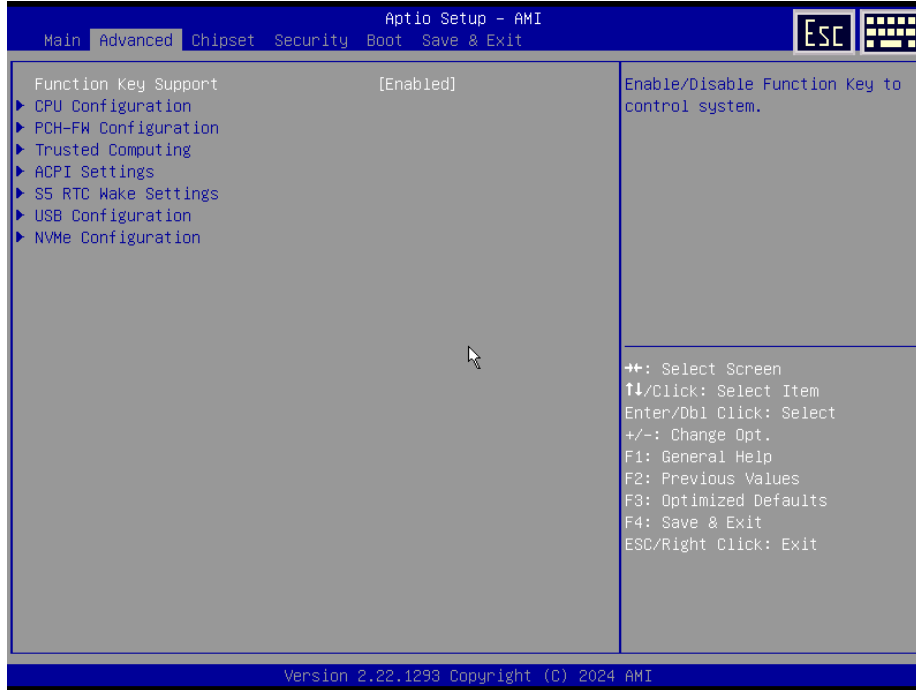 Aptio Setup – AMI
Main Advanced Chipset Security Boot Save & Exit
Esc
Function Key Support [Enabled]
CPU Configuration
PCH-FW Configuration
Trusted Computing
ACPI Settings
S5 RTC Wake Settings
USB Configuration
NVMe Configuration
Enable/Disable Function Key to
control system.
→←: Select Screen
↑↓/Click: Select Item
Enter/Dbl Click: Select
+/-: Change Opt.
F1: General Help
F2: Previous Values
F3: Optimized Defaults
F4: Save & Exit
ESC/Right Click: Exit
Version 2.22.1293 Copyright (C) 2024 AMI